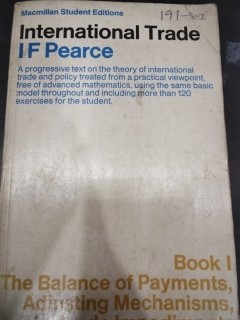 Macmillan Student Editions
International Trade
I F Pearce
A progressive text on the theory of international
trade and policy treated from a practical viewpoint,
free of advanced mathematics, using the same basic
model throughout and including more than 120
exercises for the student.
Book I
The Balance of Payments,
Adjusting Mechanisms,